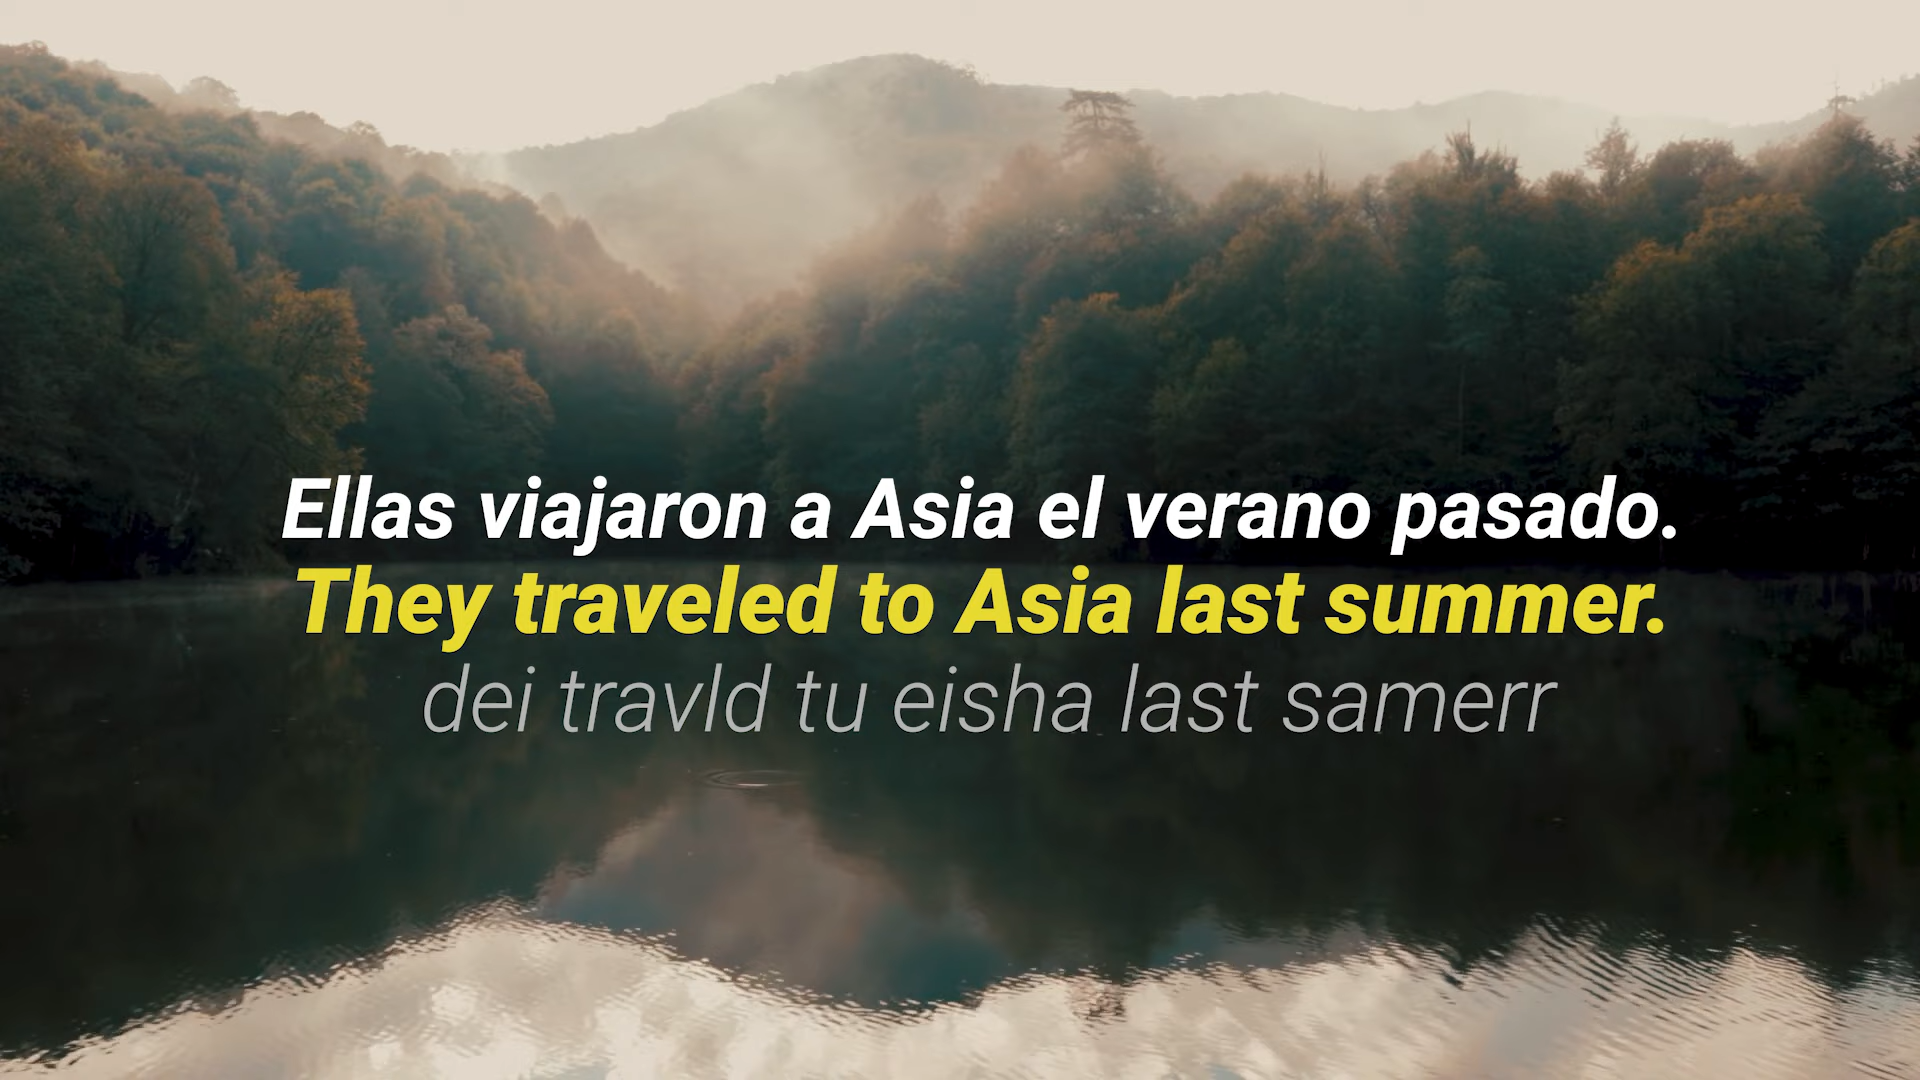 Ellas viajaron a Asia el verano pasado.
They traveled to Asia last summer.
dei travld tu eisha last samerr